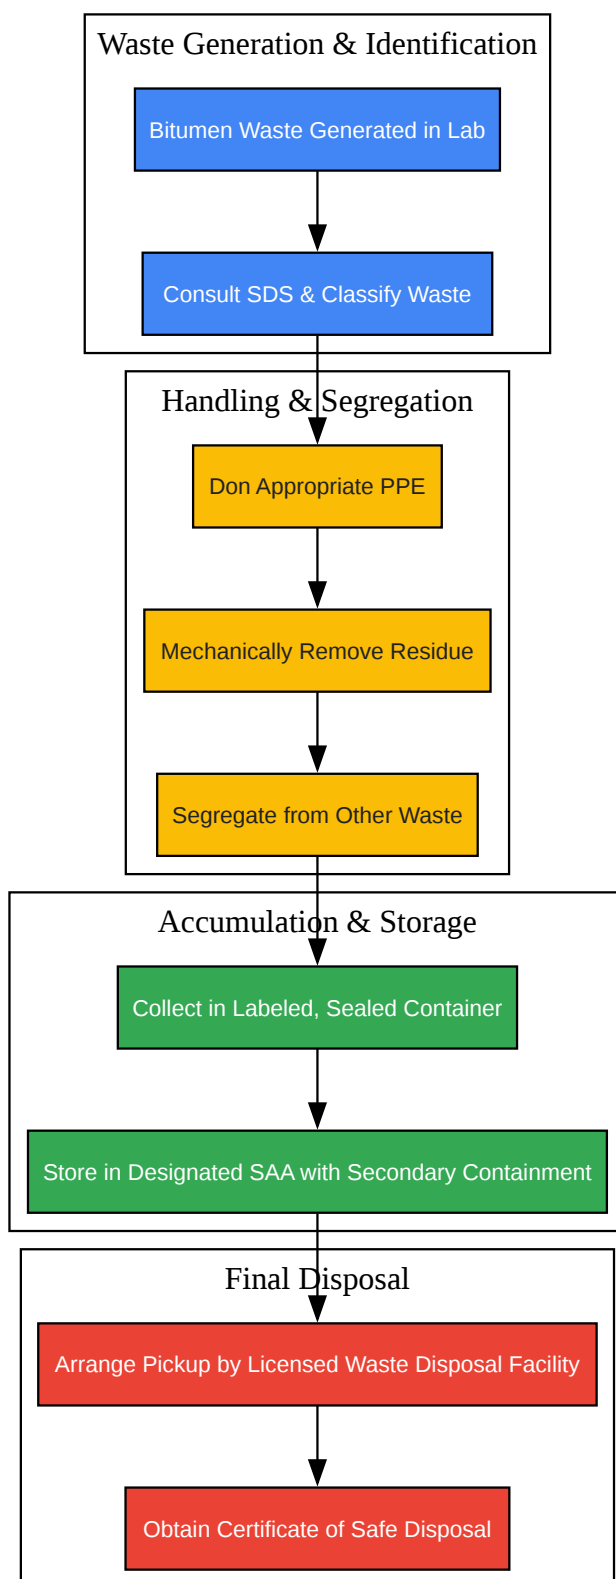 Waste Generation & Identification
Bitumen Waste Generated in Lab
Consult SDS & Classify Waste
Handling & Segregation
Don Appropriate PPE
Mechanically Remove Residue
Segregate from Other Waste
Accumulation & Storage
Collect in Labeled, Sealed Container
Store in Designated SAA with Secondary Containment
Final Disposal
Arrange Pickup by Licensed Waste Disposal Facility
Obtain Certificate of Safe Disposal